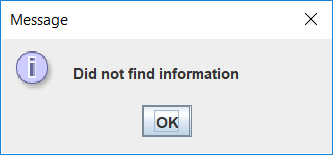 Message
Did not find information
OK